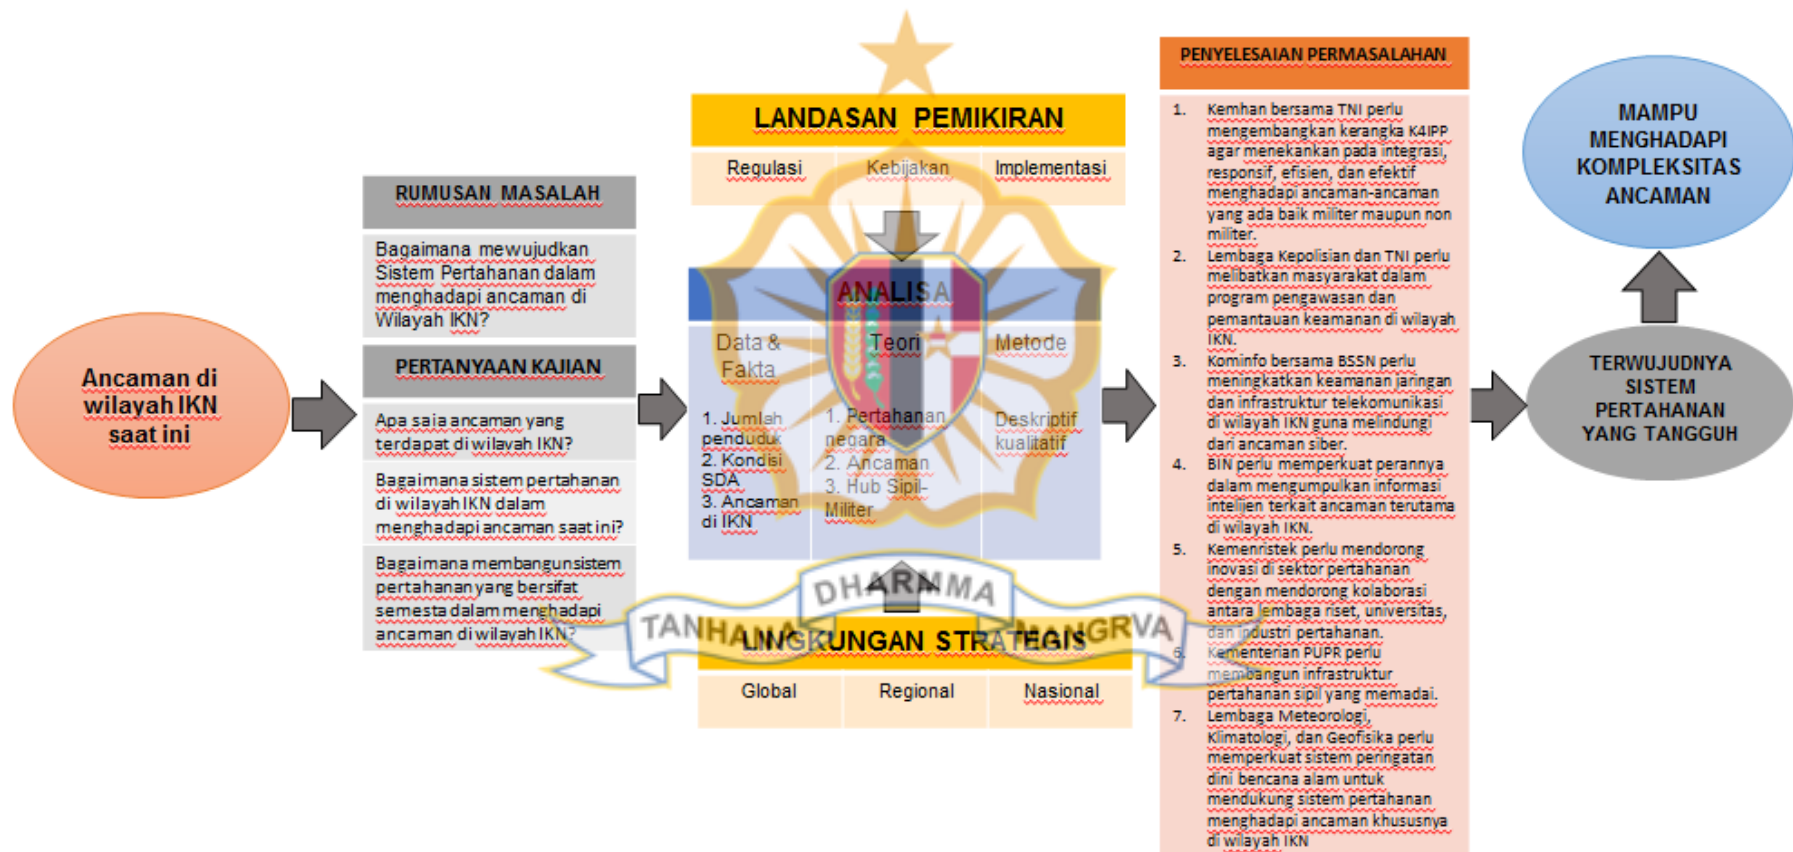 Ancaman di
wilayah IKN
saat ini
RUMUSAN MASALAH
Bagaimana mewujudkan
Sistem Pertahanan dalam
menghadapi ancaman di
Wilayah IKN?
PERTANYAAN KAJIAN
Apa saja ancaman yang
terdapat di wilayah IKN?
Bagaimana sistem pertahanan
di wilayah IKN dalam
menghadapi ancaman saat ini?
Bagaimana membangun sistem
pertahanan yang bersifat
semesta dalam menghadapi
ancaman di wilayah IKN?
LANDASAN PEMIKIRAN
Regulasi
Kebijakan
Implementasi
ANALISA
Data &
Fakta
1. Jumlah
penduduk
2. Kondisi
SDA
3. Ancaman
di IKN
Teori
1. Pertahanan
negara
2. Ancaman
3. Hub Sipil-
Militer
Metode
Deskriptif
kualitatif
TANHANA DHARMMA MANGRVA
LINGKUNGAN STRATEGIS
Global
Regional
Nasional
PENYELESAIAN PERMASALAHAN
1. Kemhan bersama TNI perlu
mengembangkan kerangka K4IPP
agar menekankan pada integrasi,
responsif, efisien, dan efektif
menghadapi ancaman-ancaman
yang ada baik militer maupun non
militer.
2. Lembaga Kepolisian dan TNI perlu
melibatkan masyarakat dalam
program pengawasan dan
pemantauan keamanan di wilayah
IKN.
3. Kominfo bersama BSSN perlu
meningkatkan keamanan jaringan
dan infrastruktur telekomunikasi
di wilayah IKN guna melindungi
dari ancaman siber.
4. BIN perlu memperkuat perannya
dalam mengumpulkan informasi
intelijen terkait ancaman terutama
di wilayah IKN.
5. Kemenristek perlu mendorong
inovasi di sektor pertahanan
dengan mendorong kolaborasi
antara lembaga riset, universitas,
dan industri pertahanan.
6. Kementerian PUPR perlu
membangun infrastruktur
pertahanan sipil yang memadai.
7. Lembaga Meteorologi,
Klimatologi, dan Geofisika perlu
memperkuat sistem peringatan
dini bencana alam untuk
mendukung sistem pertahanan
menghadapi ancaman khususnya
di wilayah IKN
MAMPU
MENGHADAPI
KOMPLEKSITAS
ANCAMAN
TERWUJUDNYA
SISTEM
PERTAHANAN
YANG TANGGUH